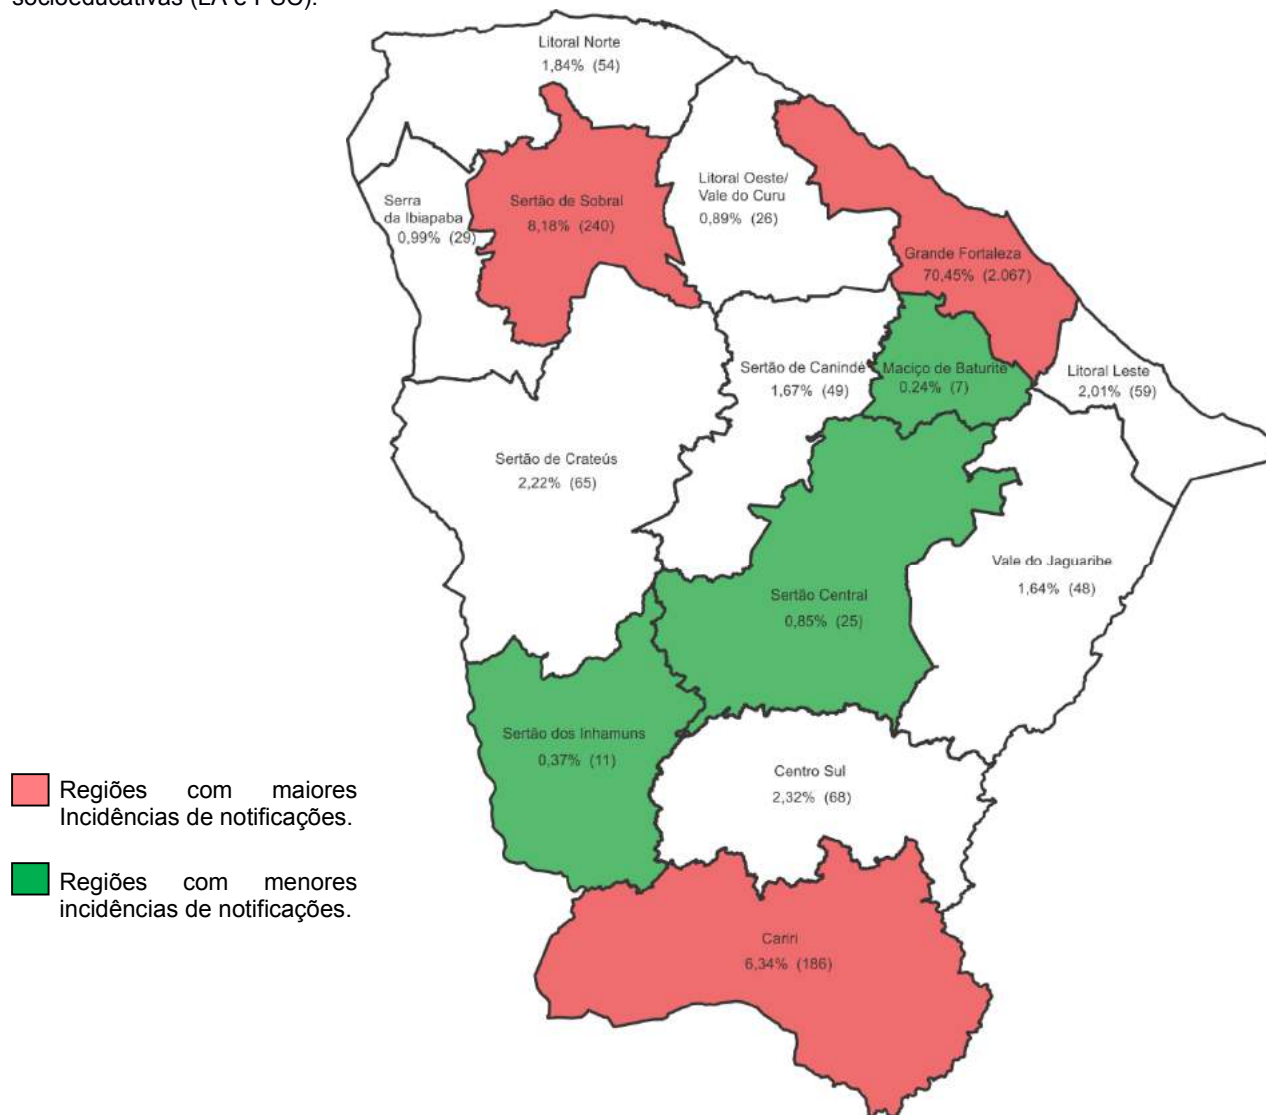 socioeducativas (LA e PSC).
Litoral Norte
1,84% (54)
Litoral Oeste/
Vale do Curu
0,89% (26)
Serra
da Ibiapaba
0,99% (29)
Sertão de Sobral
8,18% (240)
Grande Fortaleza
70,45% (2.067)
Sertão de Canindé
1,67% (49)
Maciço de Baturité
0.24% (7)
Litoral Leste
2,01% (59)
Sertão de Crateús
2,22% (65)
Vale do Jaguaribe
1,64% (48)
Sertão Central
0,85% (25)
Sertão dos Inhamuns
0,37% (11)
Centro Sul
2,32% (68)
Regiões com maiores
Incidências de notificações.
Regiões com menores
incidências de notificações.
Cariri
6,34% (186)